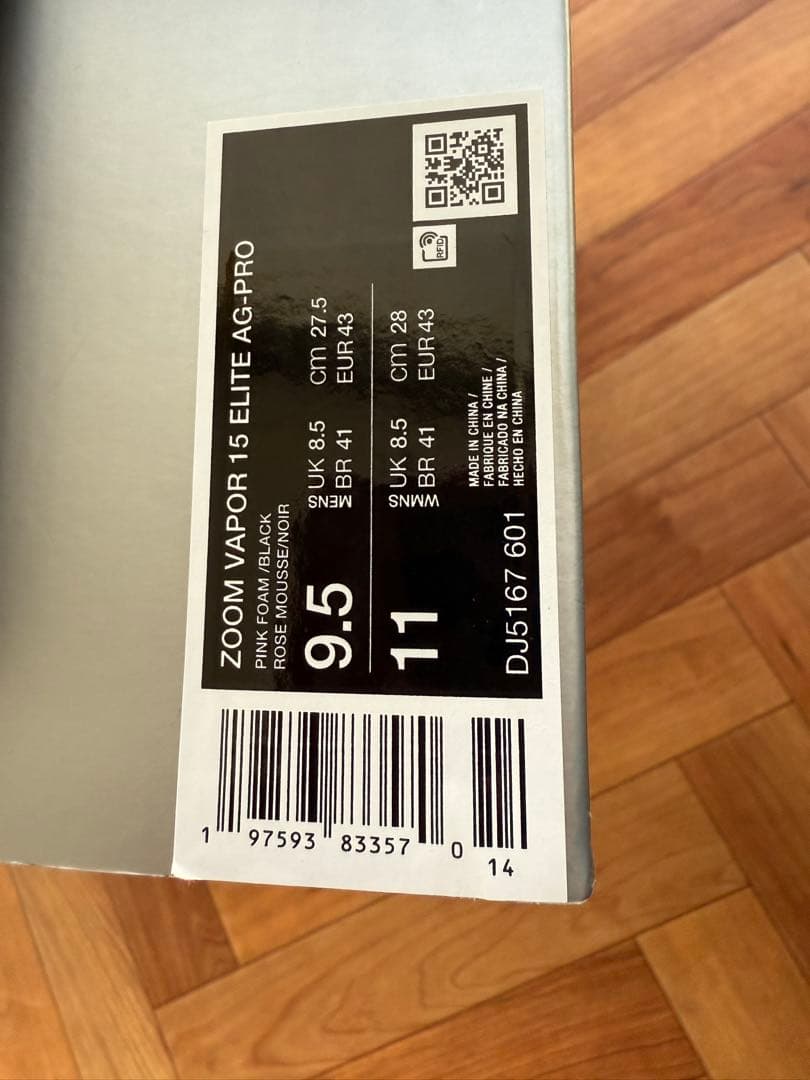 ZOOM VAPOR 15 ELITE AG-PRO
PINK FOAM /BLACK
ROSE MOUSSE/NOIR
9.5
MENS
UK 8.5 cm 27.5
BR 41 EUR 43
11
WMNS
UK 8.5 cm 28
BR 41 EUR 43
RFID
MADE IN CHINA /
FABRIQUE EN CHINE /
FABRICADO NA CHINA /
HECHO EN CHINA
DJ5167 601
1 97593 83357 0
14